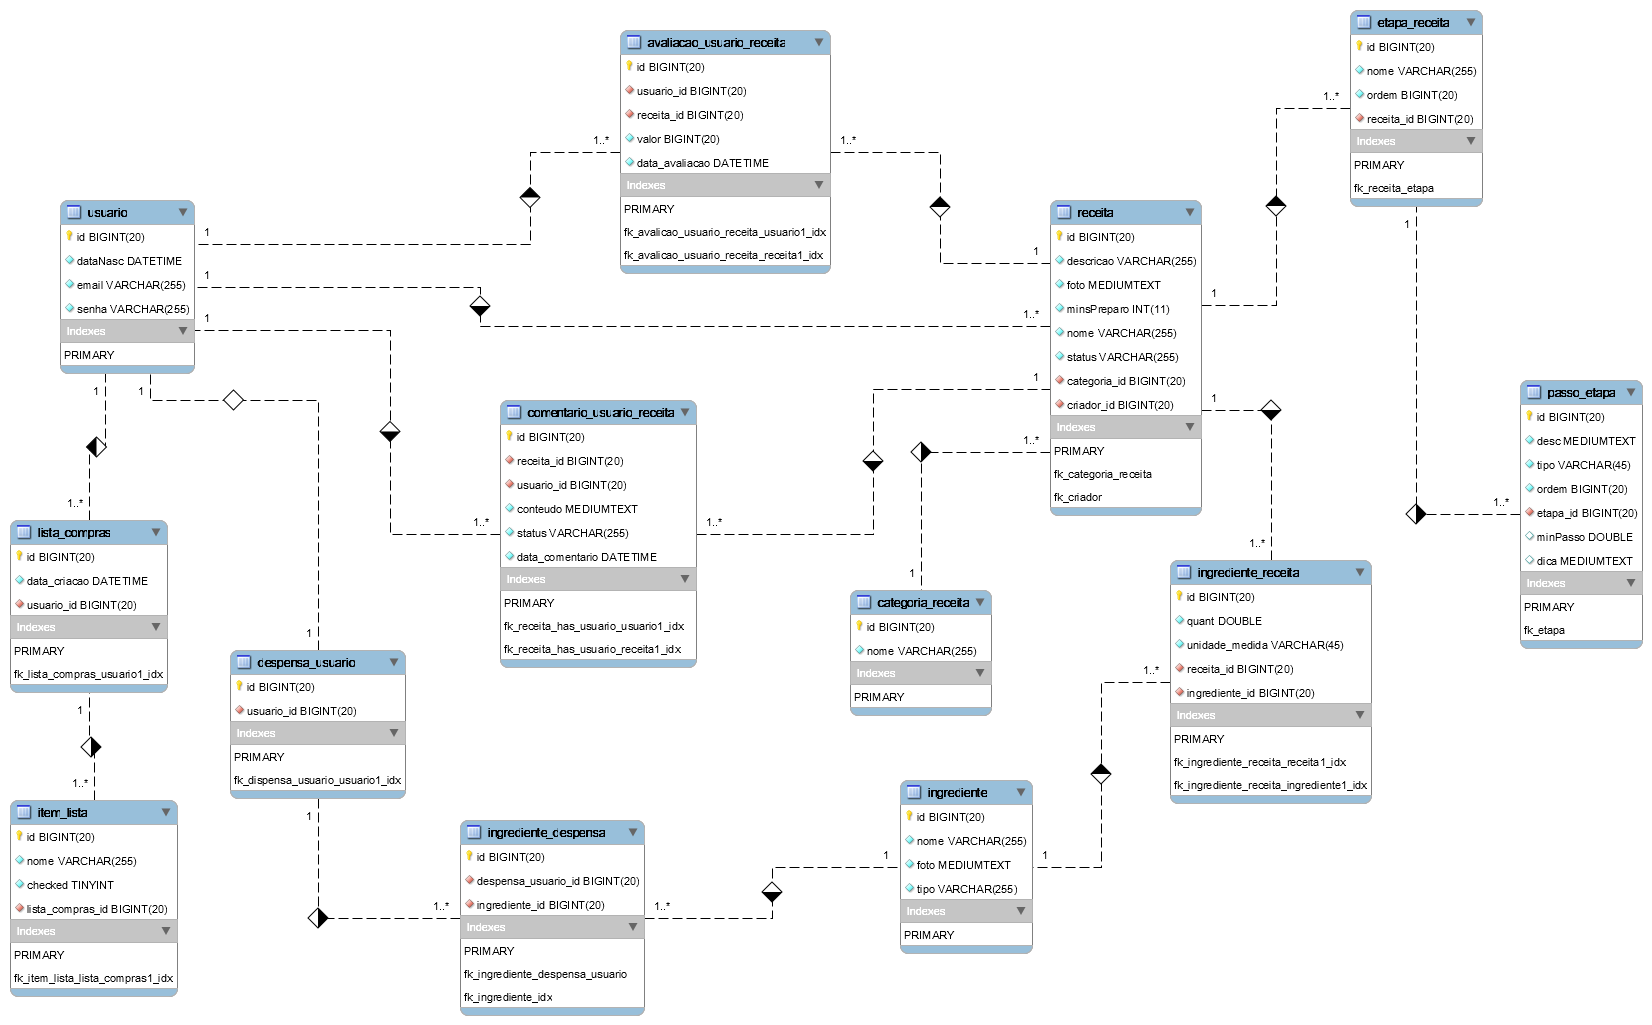 avaliacao_usuario_receita
id BIGINT(20)
usuario_id BIGINT(20)
receita_id BIGINT(20)
valor BIGINT(20)
data_avaliacao DATETIME
Indexes
PRIMARY
fk_avalicao_usuario_receita_usuario1_idx
fk_avalicao_usuario_receita_receita1_idx
1..*
1..*
etapa_receita
id BIGINT(20)
nome VARCHAR(255)
ordem BIGINT(20)
receita_id BIGINT(20)
Indexes
PRIMARY
fk_receita_etapa
1..*
1
usuario
id BIGINT(20)
dataNasc DATETIME
email VARCHAR(255)
senha VARCHAR(255)
Indexes
PRIMARY
1
1
1
1
1
receita
id BIGINT(20)
descricao VARCHAR(255)
foto MEDIUMTEXT
minsPreparo INT(11)
nome VARCHAR(255)
status VARCHAR(255)
categoria_id BIGINT(20)
criador_id BIGINT(20)
Indexes
PRIMARY
fk_categoria_receita
fk_criador
1
1..*
1
1..*
1
1
passo_etapa
id BIGINT(20)
desc MEDIUMTEXT
tipo VARCHAR(45)
ordem BIGINT(20)
etapa_id BIGINT(20)
minPasso DOUBLE
dica MEDIUMTEXT
Indexes
PRIMARY
fk_etapa
1..*
comentario_usuario_receita
id BIGINT(20)
receita_id BIGINT(20)
usuario_id BIGINT(20)
conteudo MEDIUMTEXT
status VARCHAR(255)
data_comentario DATETIME
Indexes
PRIMARY
fk_receita_has_usuario_usuario1_idx
fk_receita_has_usuario_receita1_idx
1..*
1..*
1..*
lista_compras
id BIGINT(20)
data_criacao DATETIME
usuario_id BIGINT(20)
Indexes
PRIMARY
fk_lista_compras_usuario1_idx
1
1..*
ingrediente_receita
id BIGINT(20)
quant DOUBLE
unidade_medida VARCHAR(45)
receita_id BIGINT(20)
ingrediente_id BIGINT(20)
Indexes
PRIMARY
fk_ingrediente_receita_receita1_idx
fk_ingrediente_receita_ingrediente1_idx
1..*
1
categoria_receita
id BIGINT(20)
nome VARCHAR(255)
Indexes
PRIMARY
1
despensa_usuario
id BIGINT(20)
usuario_id BIGINT(20)
Indexes
PRIMARY
fk_dispensa_usuario_usuario1_idx
1
1..*
item_lista
id BIGINT(20)
nome VARCHAR(255)
checked TINYINT
lista_compras_id BIGINT(20)
Indexes
PRIMARY
fk_item_lista_lista_compras1_idx
ingrediente
id BIGINT(20)
nome VARCHAR(255)
foto MEDIUMTEXT
tipo VARCHAR(255)
Indexes
PRIMARY
1
1
ingrediente_despensa
id BIGINT(20)
despensa_usuario_id BIGINT(20)
ingrediente_id BIGINT(20)
Indexes
PRIMARY
fk_ingrediente_despensa_usuario
fk_ingrediente_idx
1..*
1..*